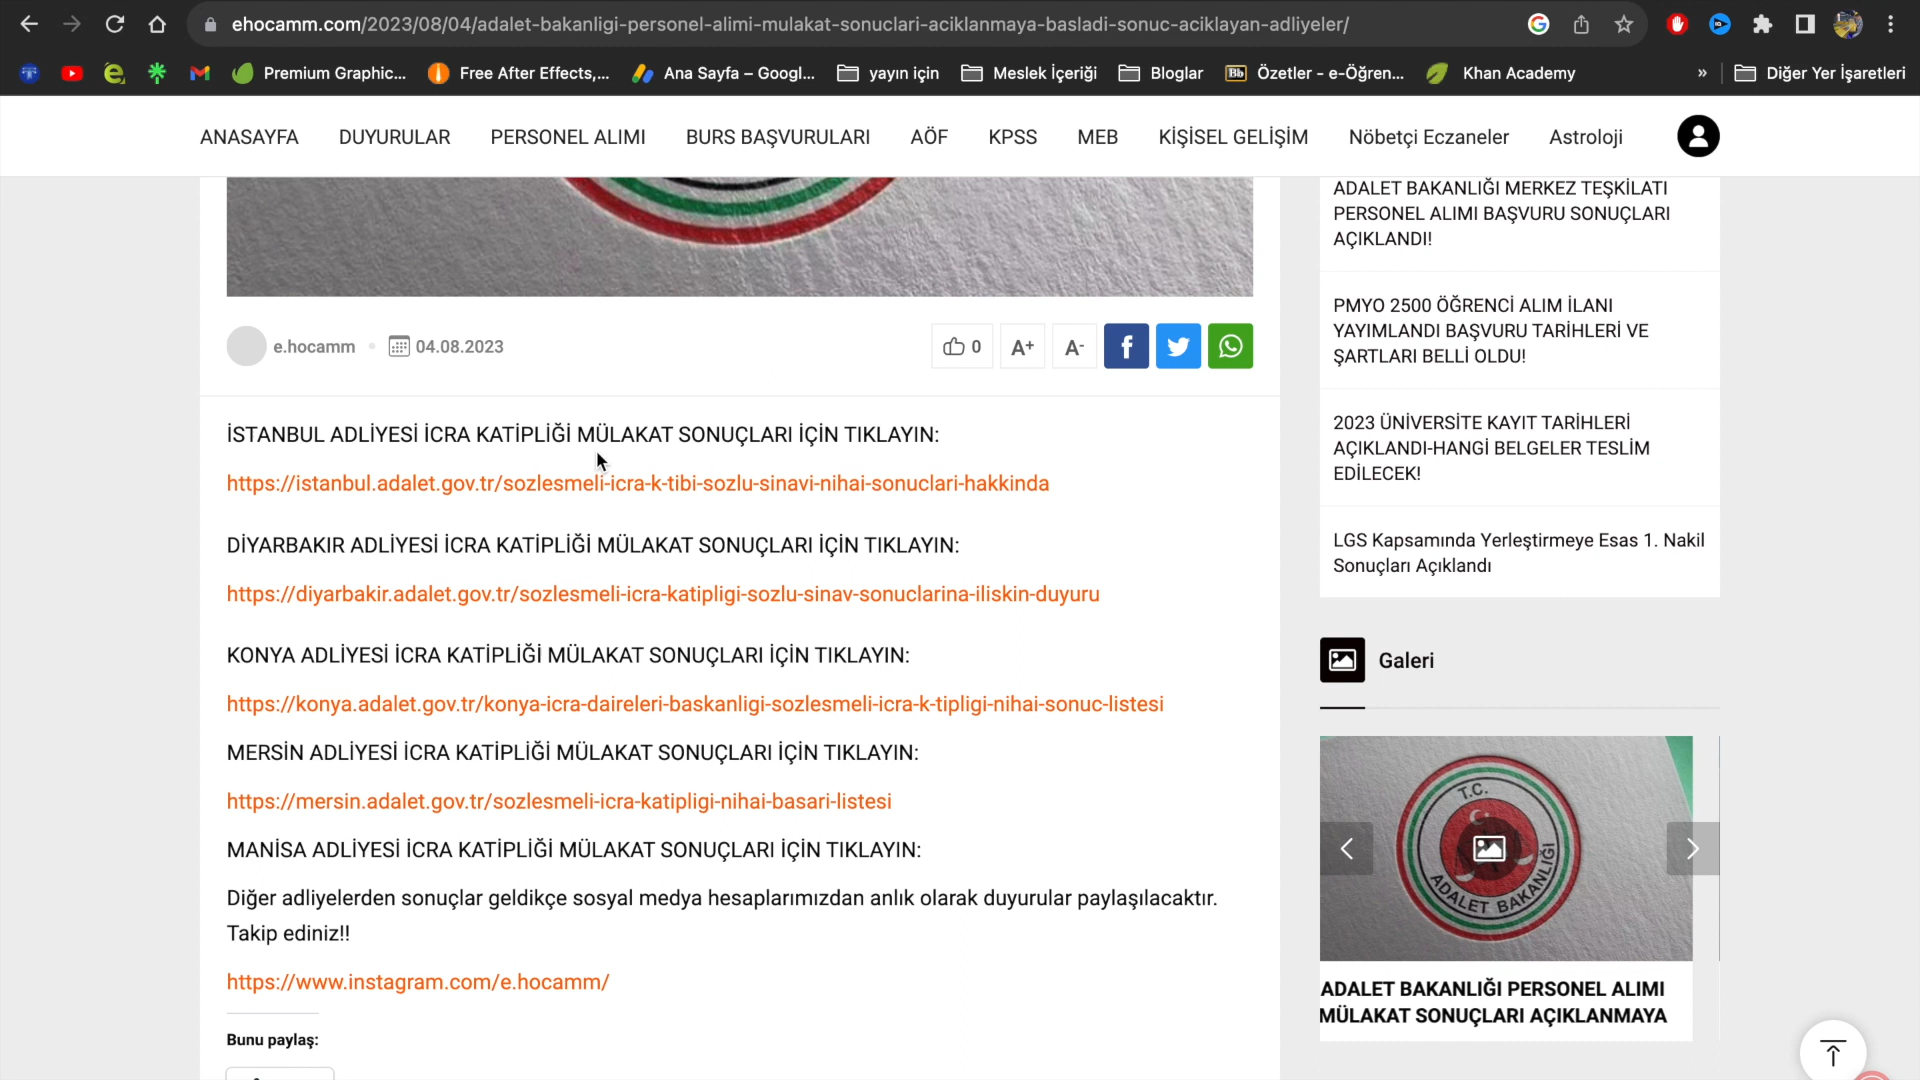 ehocamm.com/2023/08/04/adalet-bakanligi-personel-alimi-mulakat-sonuclari-aciklanmaya-basladi-sonuc-aciklayan-adliyeler/
Premium Graphic...
Free After Effects,...
Ana Sayfa – Googl...
yayın için
Meslek İçeriği
Bloglar
Özetler - e-Öğren...
Khan Academy
»
Diğer Yer İşaretleri
ANASAYFA
DUYURULAR
PERSONEL ALIMI
BURS BAŞVURULARI
AÖF
KPSS
MEB
KİŞİSEL GELİŞİM
Nöbetçi Eczaneler
Astroloji
e.hocamm
04.08.2023
0
A+
A-
İSTANBUL ADLİYESİ İCRA KATİPLİĞİ MÜLAKAT SONUÇLARI İÇİN TIKLAYIN:
https://istanbul.adalet.gov.tr/sozlesmeli-icra-k-tibi-sozlu-sinavi-nihai-sonuclari-hakkinda
DİYARBAKIR ADLİYESİ İCRA KATİPLİĞİ MÜLAKAT SONUÇLARI İÇİN TIKLAYIN:
https://diyarbakir.adalet.gov.tr/sozlesmeli-icra-katipligi-sozlu-sinav-sonuclarina-iliskin-duyuru
KONYA ADLİYESİ İCRA KATİPLİĞİ MÜLAKAT SONUÇLARI İÇİN TIKLAYIN:
https://konya.adalet.gov.tr/konya-icra-daireleri-baskanligi-sozlesmeli-icra-k-tipligi-nihai-sonuc-listesi
MERSİN ADLİYESİ İCRA KATİPLİĞİ MÜLAKAT SONUÇLARI İÇİN TIKLAYIN:
https://mersin.adalet.gov.tr/sozlesmeli-icra-katipligi-nihai-basari-listesi
MANİSA ADLİYESİ İCRA KATİPLİĞİ MÜLAKAT SONUÇLARI İÇİN TIKLAYIN:
Diğer adliyelerden sonuçlar geldikçe sosyal medya hesaplarımızdan anlık olarak duyurular paylaşılacaktır.
Takip ediniz!!
https://www.instagram.com/e.hocamm/
Bunu paylaş:
ADALET BAKANLIĞI MERKEZ TEŞKİLATI
PERSONEL ALIMI BAŞVURU SONUÇLARI
AÇIKLANDI!
PMYO 2500 ÖĞRENCİ ALIM İLANI
YAYIMLANDI BAŞVURU TARİHLERİ VE
ŞARTLARI BELLİ OLDU!
2023 ÜNİVERSİTE KAYIT TARİHLERİ
AÇIKLANDI-HANGİ BELGELER TESLİM
EDİLECEK!
LGS Kapsamında Yerleştirmeye Esas 1. Nakil
Sonuçları Açıklandı
Galeri
T.C.
ADALET BAKANLIĞI
ADALET BAKANLIĞI PERSONEL ALIMI
MÜLAKAT SONUÇLARI AÇIKLANMAYA